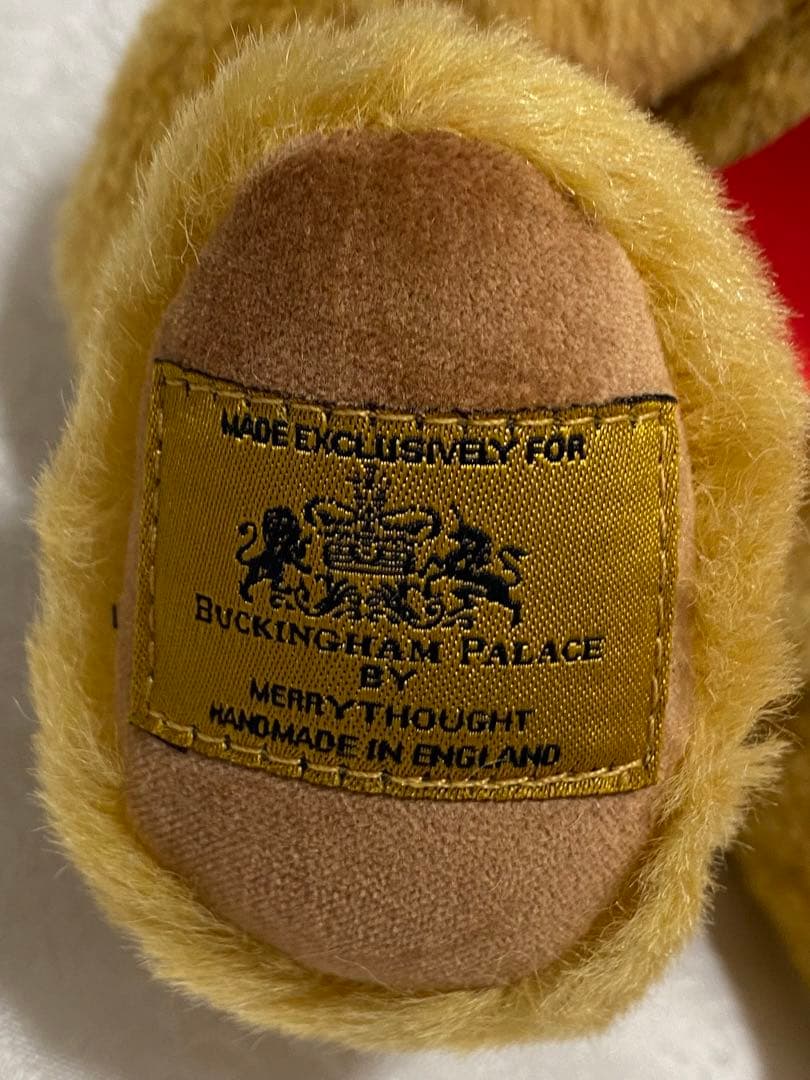 MADE EXCLUSIVELY FOR
BUCKINGHAM PALACE
BY
MERRYTHOUGHT
HANDMADE IN ENGLAND